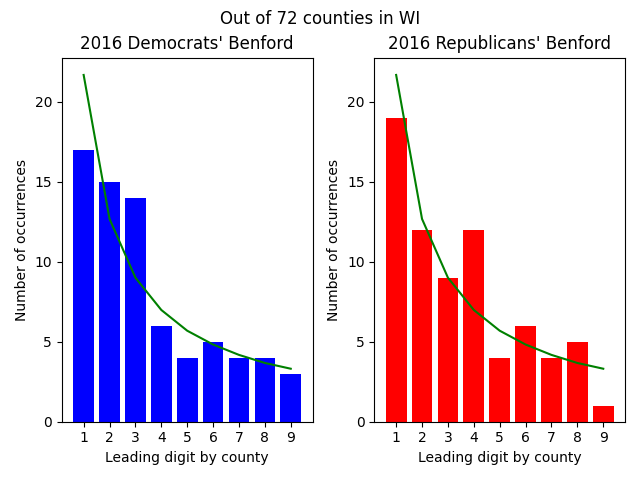 Out of 72 counties in WI
2016 Democrats' Benford
Number of occurrences
20
15
10
5
0
1 2 3 4 5 6 7 8 9
Leading digit by county
2016 Republicans' Benford
Number of occurrences
20
15
10
5
0
1 2 3 4 5 6 7 8 9
Leading digit by county